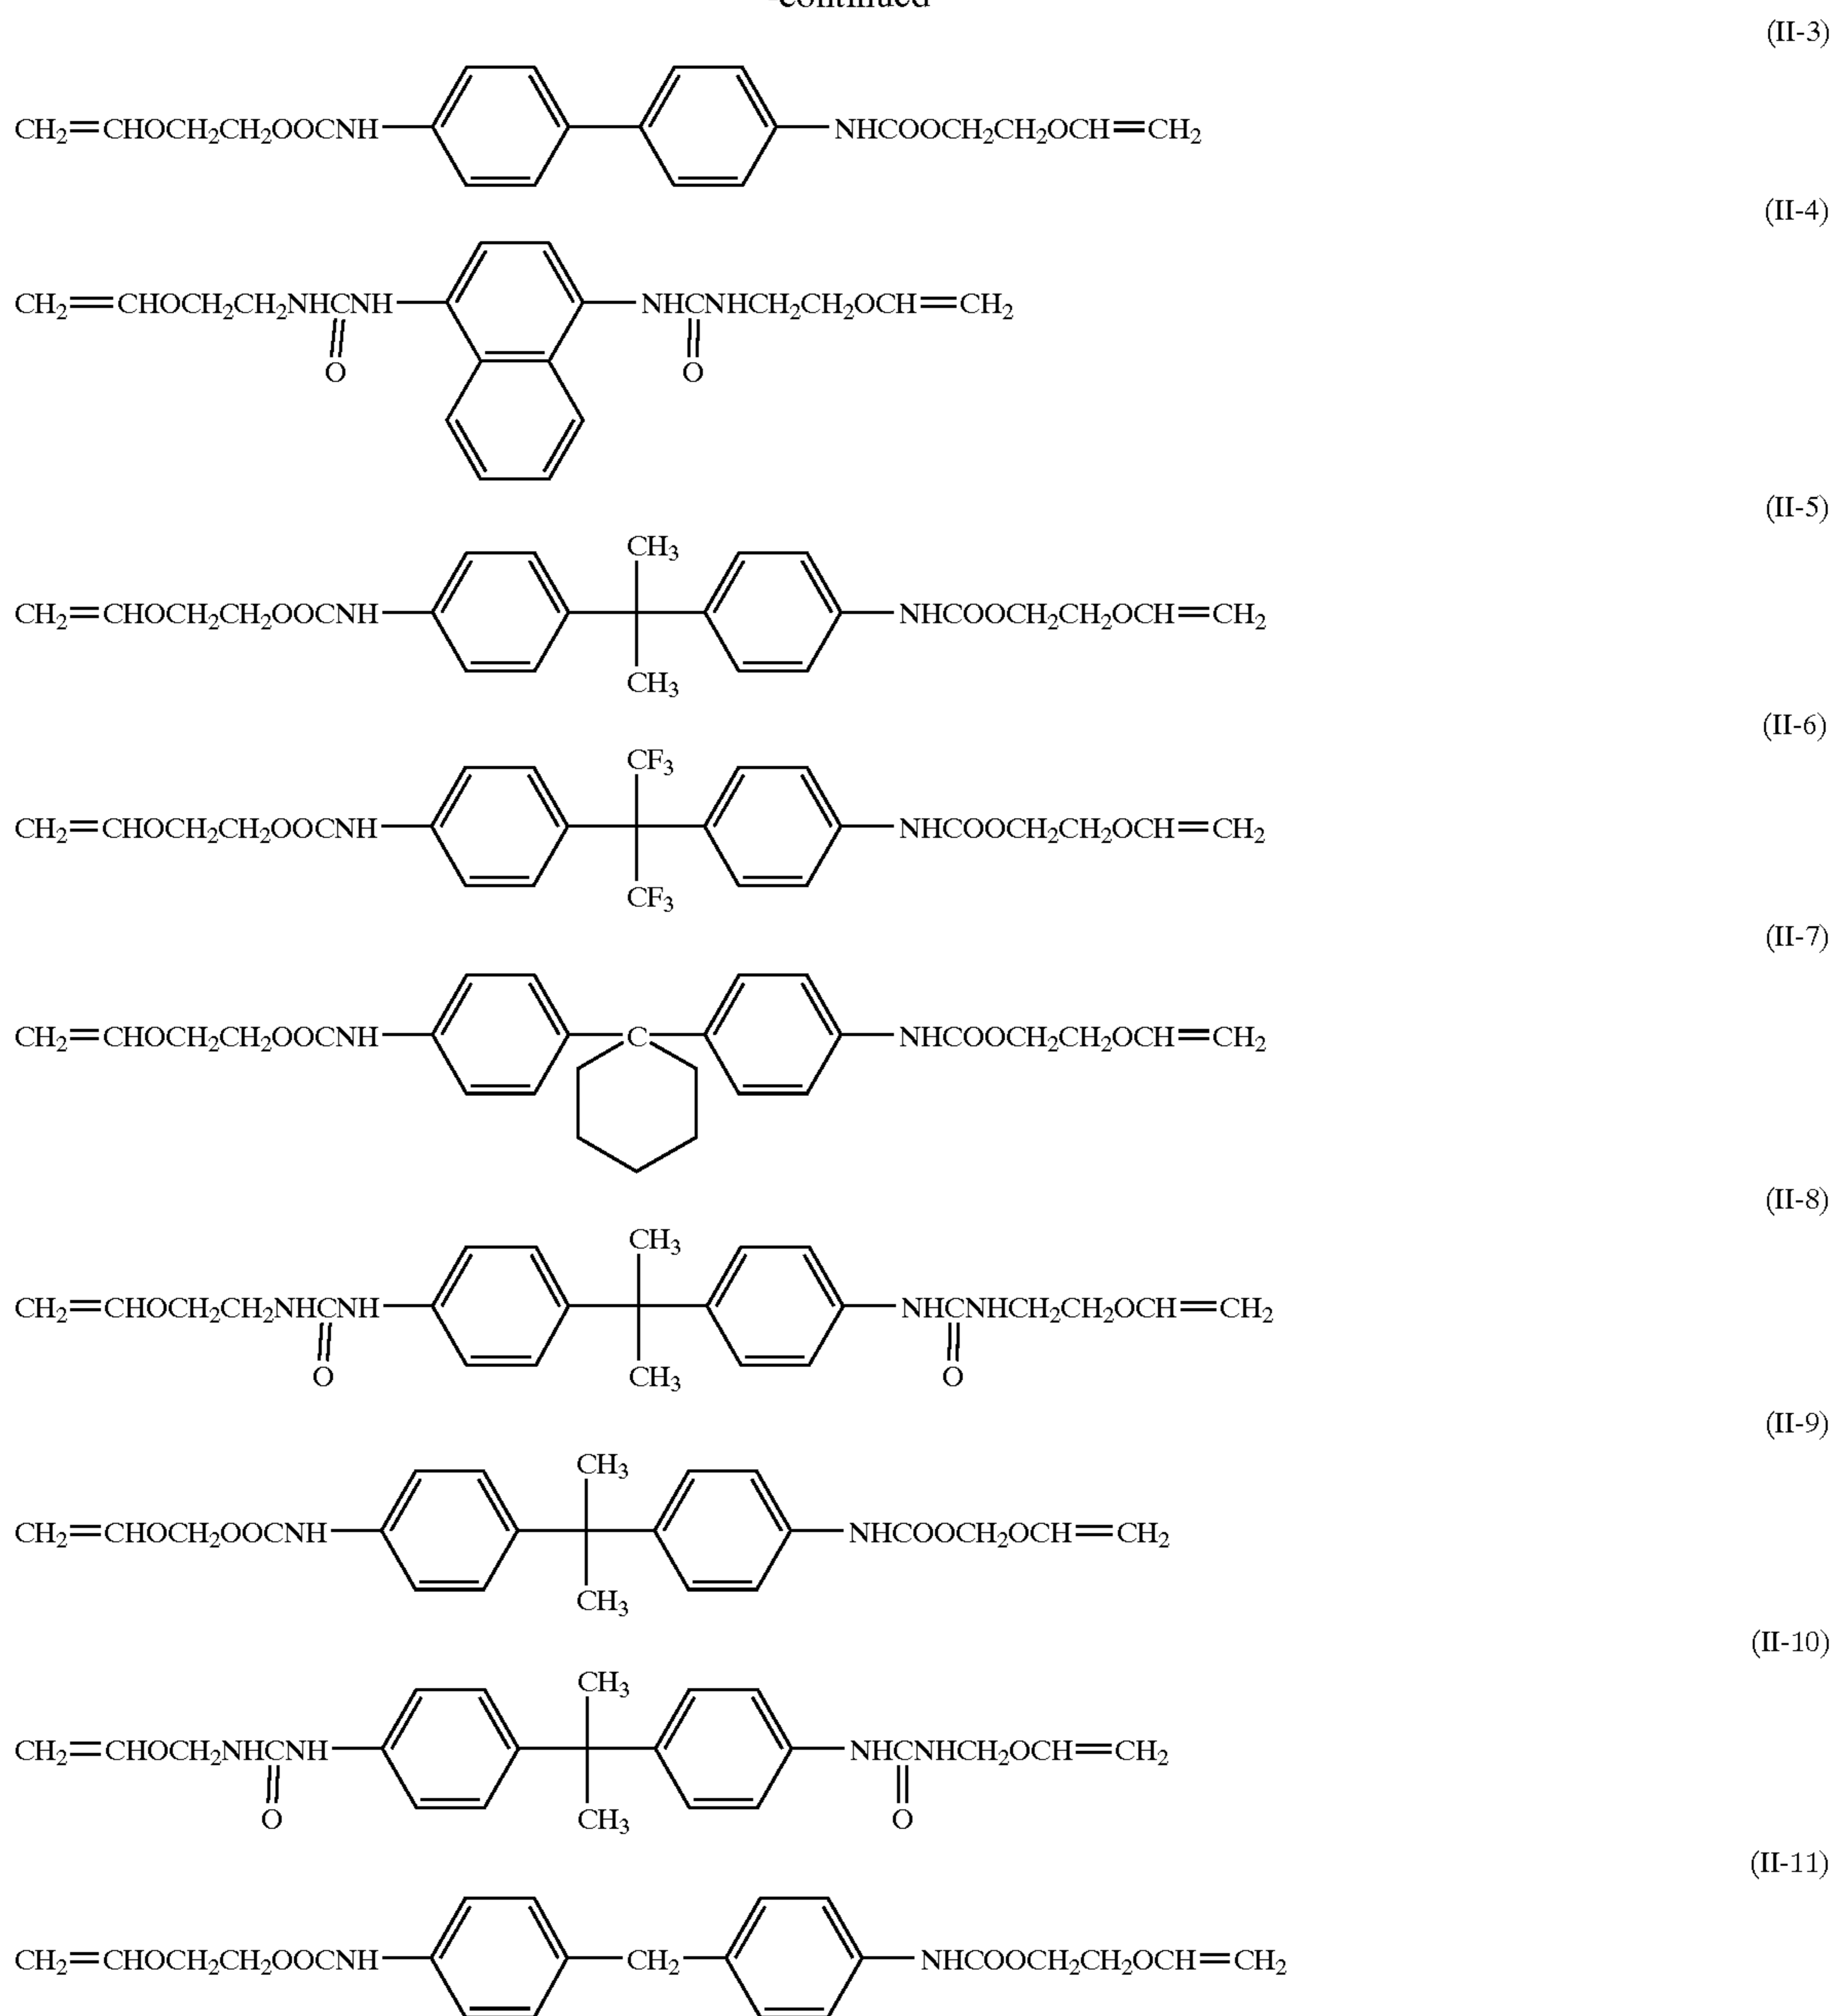 -continued
(II-3)
CH₂=CHOCH₂CH₂OOCNH NHCOOCH₂CH₂OCH=CH₂
(II-4)
CH₂=CHOCH₂CH₂NHCNH NHCNHCH₂CH₂OCH=CH₂
O O
(II-5)
CH₃
CH₂=CHOCH₂CH₂OOCNH NHCOOCH₂CH₂OCH=CH₂
CH₃
(II-6)
CF₃
CH₂=CHOCH₂CH₂OOCNH NHCOOCH₂CH₂OCH=CH₂
CF₃
(II-7)
CH₂=CHOCH₂CH₂OOCNH C NHCOOCH₂CH₂OCH=CH₂
(II-8)
CH₃
CH₂=CHOCH₂CH₂NHCNH NHCNHCH₂CH₂OCH=CH₂
O CH₃ O
(II-9)
CH₃
CH₂=CHOCH₂OOCNH NHCOOCH₂OCH=CH₂
CH₃
(II-10)
CH₃
CH₂=CHOCH₂NHCNH NHCNHCH₂OCH=CH₂
O CH₃ O
(II-11)
CH₂=CHOCH₂CH₂OOCNH CH₂ NHCOOCH₂CH₂OCH=CH₂